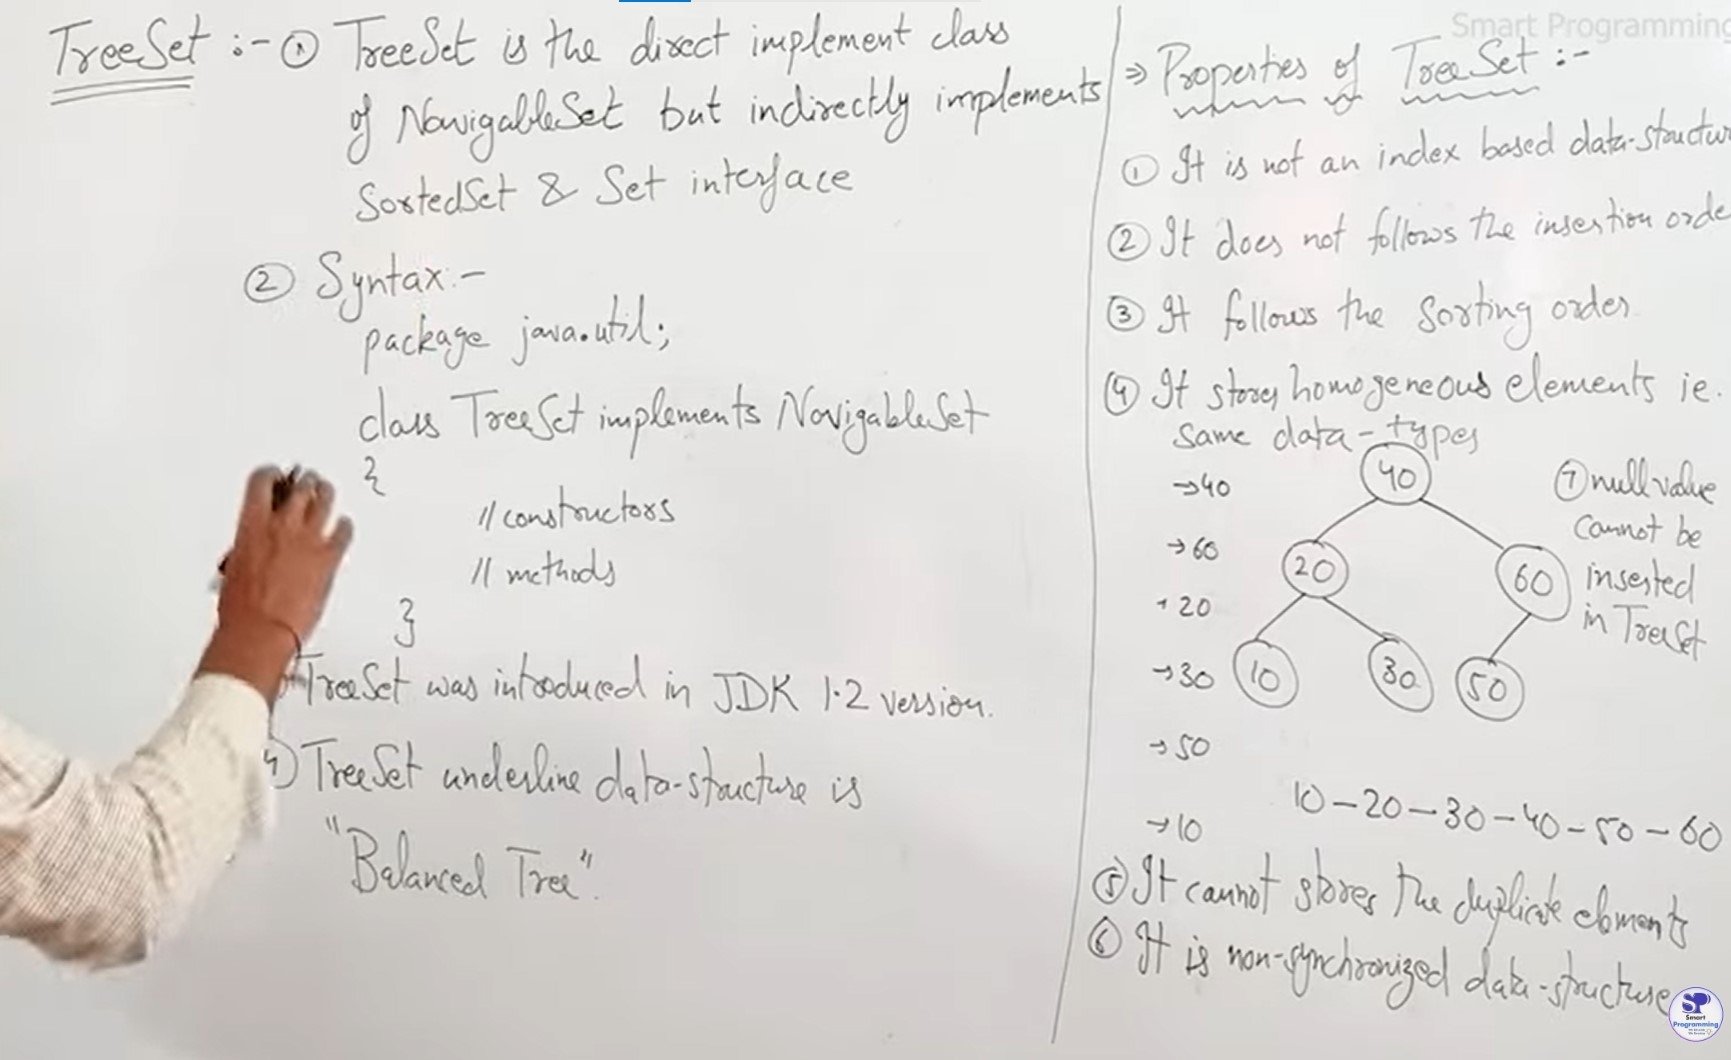 TreeSet :- ① TreeSet is the direct implement class
of NavigableSet but indirectly implements
SortedSet & Set interface
② Syntax:-
package java.util;
class TreeSet implements NavigableSet
{
// constructors
// methods
}
TreeSet was introduced in JDK 1.2 version.
4) TreeSet underline data-structure is
"Balanced Tree".
Smart Programming
⇒ Properties of TreeSet :-
① It is not an index based data-structur
② It does not follows the insertion orde
③ It follows the Sorting order
④ It stores homogeneous elements ie.
same data-types
→40
→60
→20
→30
→50
→10
40
20
60
10
30
50
⑦ null value
cannot be
inserted
in TreeSet
10-20-30-40-50-60
⑤ It cannot stores the duplicate elements
⑥ It is non-synchronized data-structure
SP
Smart
Programming